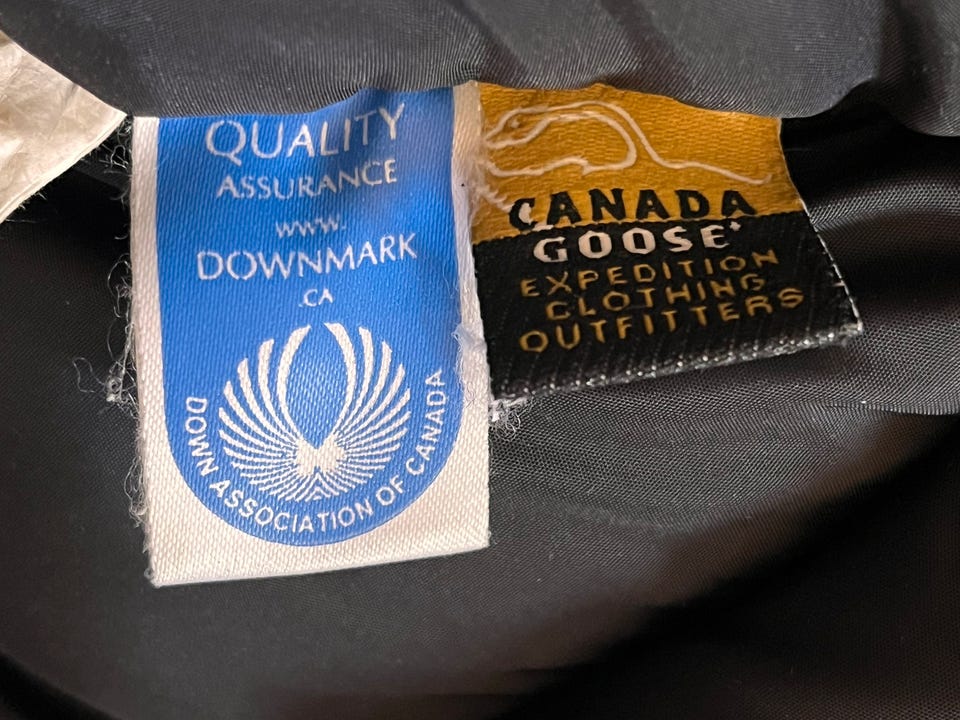 QUALITY
ASSURANCE
www.
DOWNMARK
.CA
DOWN ASSOCIATION OF CANADA
CANADA
GOOSE
EXPEDITION
CLOTHING
OUTFITTERS